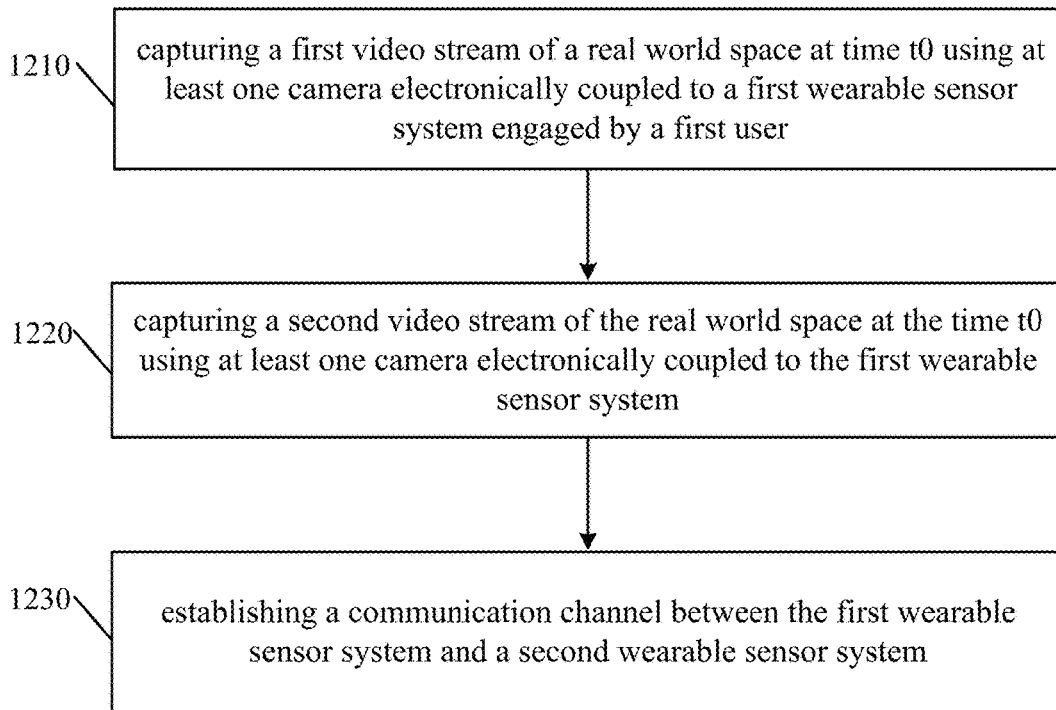 1210
capturing a first video stream of a real world space at time t0 using at
least one camera electronically coupled to a first wearable sensor
system engaged by a first user
1220
capturing a second video stream of the real world space at the time t0
using at least one camera electronically coupled to the first wearable
sensor system
1230
establishing a communication channel between the first wearable
sensor system and a second wearable sensor system